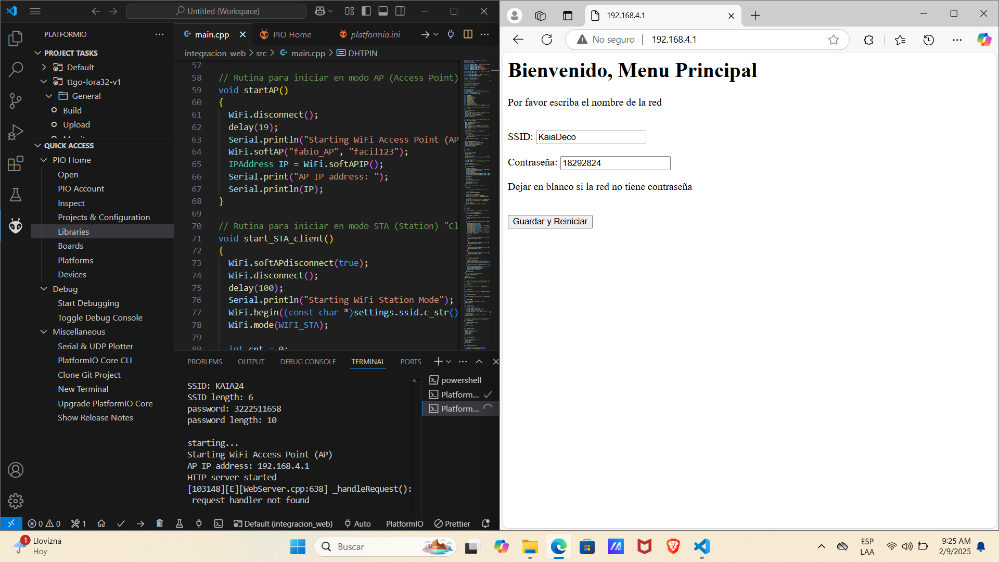 Untitled (Workspace)
PLATFORMIO
PROJECT TASKS
Default
ttgo-lora32-v1
General
Build
Upload
QUICK ACCESS
PIO Home
Open
PIO Account
Inspect
Projects & Configuration
Libraries
Boards
Platforms
Devices
Debug
Start Debugging
Toggle Debug Console
Miscellaneous
Serial & UDP Plotter
PlatformIO Core CLI
Clone Git Project
New Terminal
Upgrade PlatformIO Core
Show Release Notes
main.cpp
PIO Home
platformio.ini
integracion_web > src > main.cpp > DHTPIN
57
58 // Rutina para iniciar en modo AP (Access Point)
59 void startAP()
60 {
61 WiFi.disconnect();
62 delay(19);
63 Serial.println("Starting WiFi Access Point (AP
64 WiFi.softAP("fabio_AP", "facil123");
65 IPAddress IP = WiFi.softAPIP();
66 Serial.print("AP IP address: ");
67 Serial.println(IP);
68 }
69
70 // Rutina para iniciar en modo STA (Station) "Cl
71 void start_STA_client()
72 {
73 WiFi.softAPdisconnect(true);
74 WiFi.disconnect();
75 delay(100);
76 Serial.println("Starting WiFi Station Mode");
77 WiFi.begin((const char *)settings.ssid.c_str()
78 WiFi.mode(WIFI_STA);
79
80 int cnt = 0;
PROBLEMS OUTPUT DEBUG CONSOLE TERMINAL PORTS
SSID: KAIA24
SSID length: 6
password: 3222511658
password length: 10
starting...
Starting WiFi Access Point (AP)
AP IP address: 192.168.4.1
HTTP server started
[103148][E][WebServer.cpp:638] _handleRequest():
request handler not found
powershell
Platform...
Platform...
0 0 1 Default (integracion_web) Auto PlatformIO Prettier
192.168.4.1
No seguro 192.168.4.1
Bienvenido, Menu Principal
Por favor escriba el nombre de la red
SSID: KaiaDeco
Contraseña: 18292824
Dejar en blanco si la red no tiene contraseña
Guardar y Reiniciar
1
Llovizna
Hoy
Buscar
ESP
LAA
9:25 AM
2/9/2025